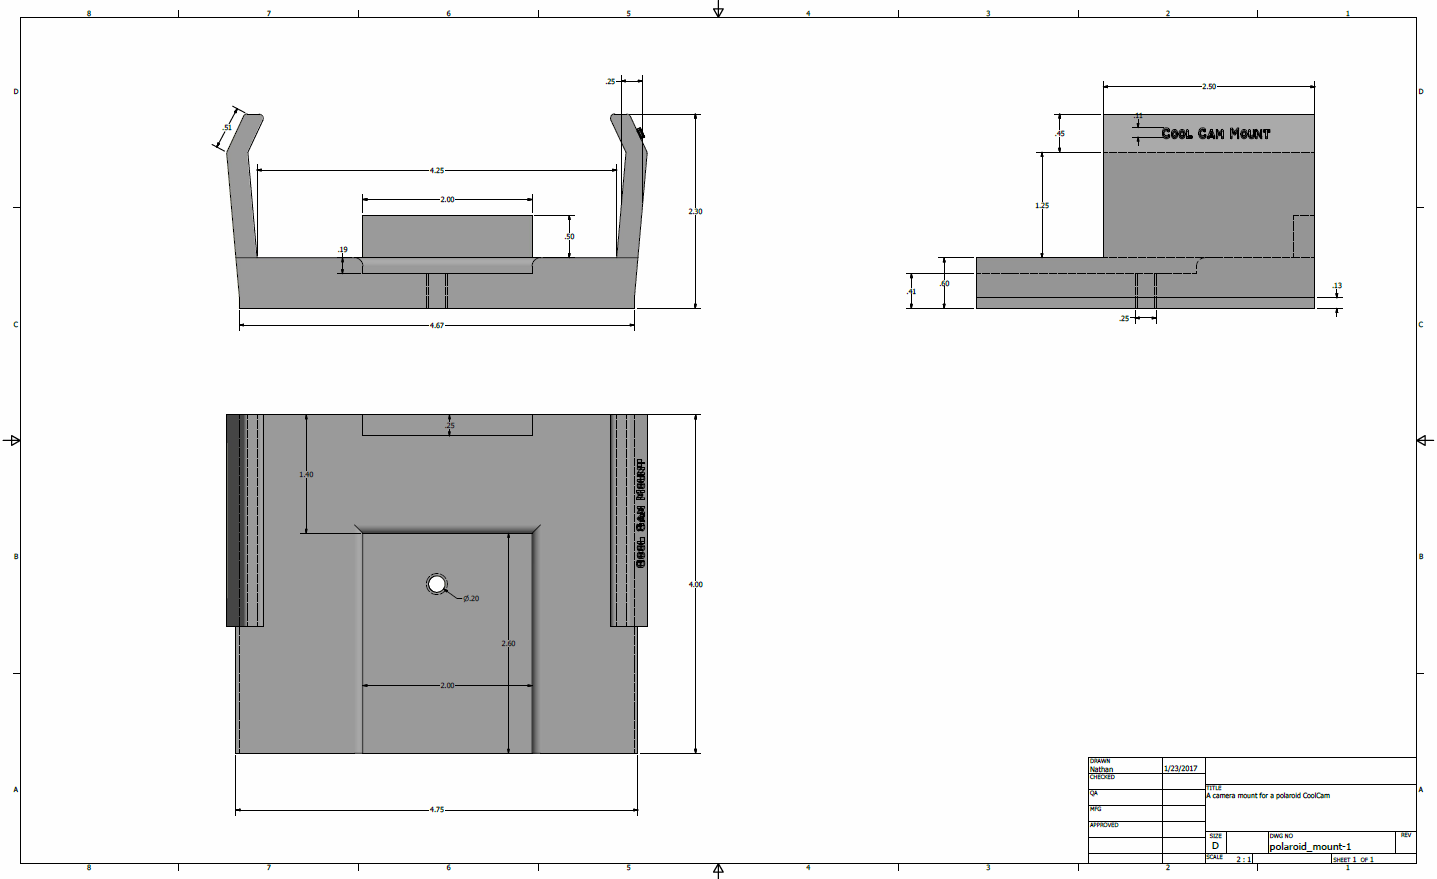 8 7 6 5 4 3 2 1
D D
.25
2.50
.51
.11
.45
COOL CAM MOUNT
4.25
2.00
1.25
2.30
.50
.19
.60
.41
.13
.25
C C
4.67
.25
1.40
COOL CAM MOUNT
B B
Ø.20
4.00
2.60
2.00
4.75
A A
DRAWN
Nathan 1/23/2017
CHECKED
QA
MFG
APPROVED
TITLE
A camera mount for a polaroid CoolCam
SIZE
D
DWG NO
polaroid_mount-1
REV
SCALE 2 : 1
SHEET 1 OF 1
8 7 6 5 4 3 2 1